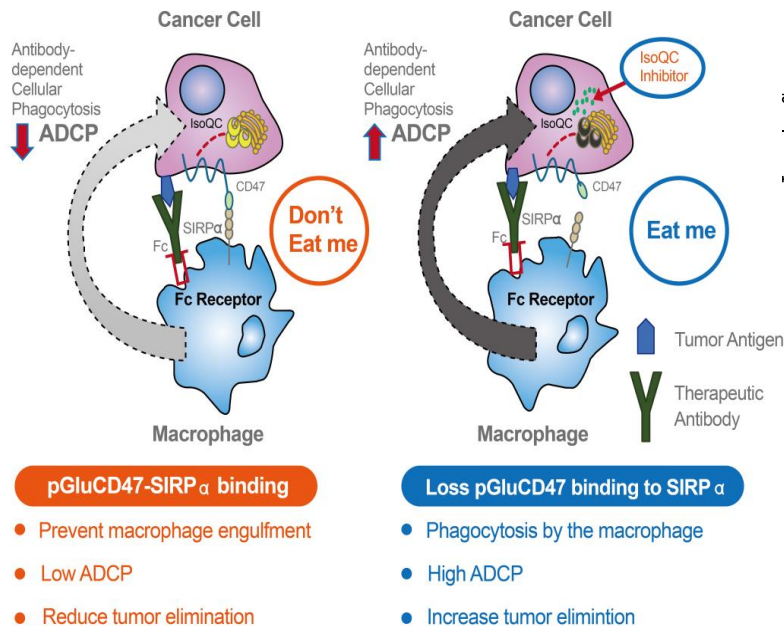 Cancer Cell
Antibody-
dependent
Cellular
Phagocytosis
ADCP
IsoQC
CD47
SIRPα
Fc
Don't
Eat me
Fc Receptor
Macrophage
pGluCD47-SIRP α binding
• Prevent macrophage engulfment
• Low ADCP
• Reduce tumor elimination
Cancer Cell
Antibody-
dependent
Cellular
Phagocytosis
ADCP
IsoQC
Inhibitor
IsoQC
CD47
SIRPα
Fc
Eat me
Fc Receptor
Tumor Antigen
Therapeutic
Antibody
Macrophage
Loss pGluCD47 binding to SIRP α
• Phagocytosis by the macrophage
• High ADCP
• Increase tumor elimintion